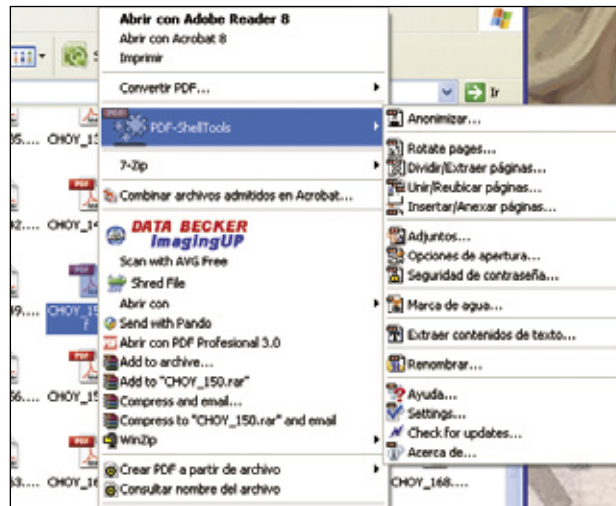 Abrir con Adobe Reader 8
Abrir con Acrobat 8
Imprimir
Convertir PDF...
Ir
PDF-ShellTools
7-Zip
Combinar archivos admitidos en Acrobat...
DATA BECKER
ImagingUP
Scan with AVG Free
Shred File
Abrir con
Send with Pando
Abrir con PDF Profesional 3.0
Add to archive...
Add to "CHOY_150.rar"
Compress and email...
Compress to "CHOY_150.rar" and email
WinZip
Crear PDF a partir de archivo
Consultar nombre del archivo
Anonimizar...
Rotate pages...
Dividir/Extraer páginas...
Unir/Reubicar páginas...
Insertar/Anexar páginas...
Adjuntos...
Opciones de apertura...
Seguridad de contraseña...
Marca de agua...
Extraer contenidos de texto...
Renombrar...
Ayuda...
Settings...
Check for updates...
Acerca de...
CHOY_168....